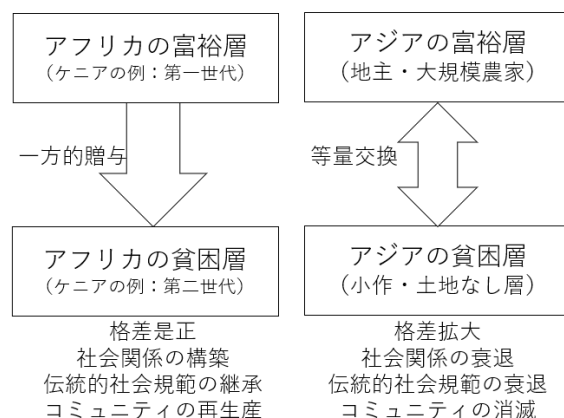 アフリカの富裕層
（ケニアの例：第一世代）
一方的贈与
アフリカの貧困層
（ケニアの例：第二世代）
格差是正
社会関係の構築
伝統的社会規範の継承
コミュニティの再生産
アジアの富裕層
（地主・大規模農家）
等量交換
アジアの貧困層
（小作・土地なし層）
格差拡大
社会関係の衰退
伝統的社会規範の衰退
コミュニティの消滅